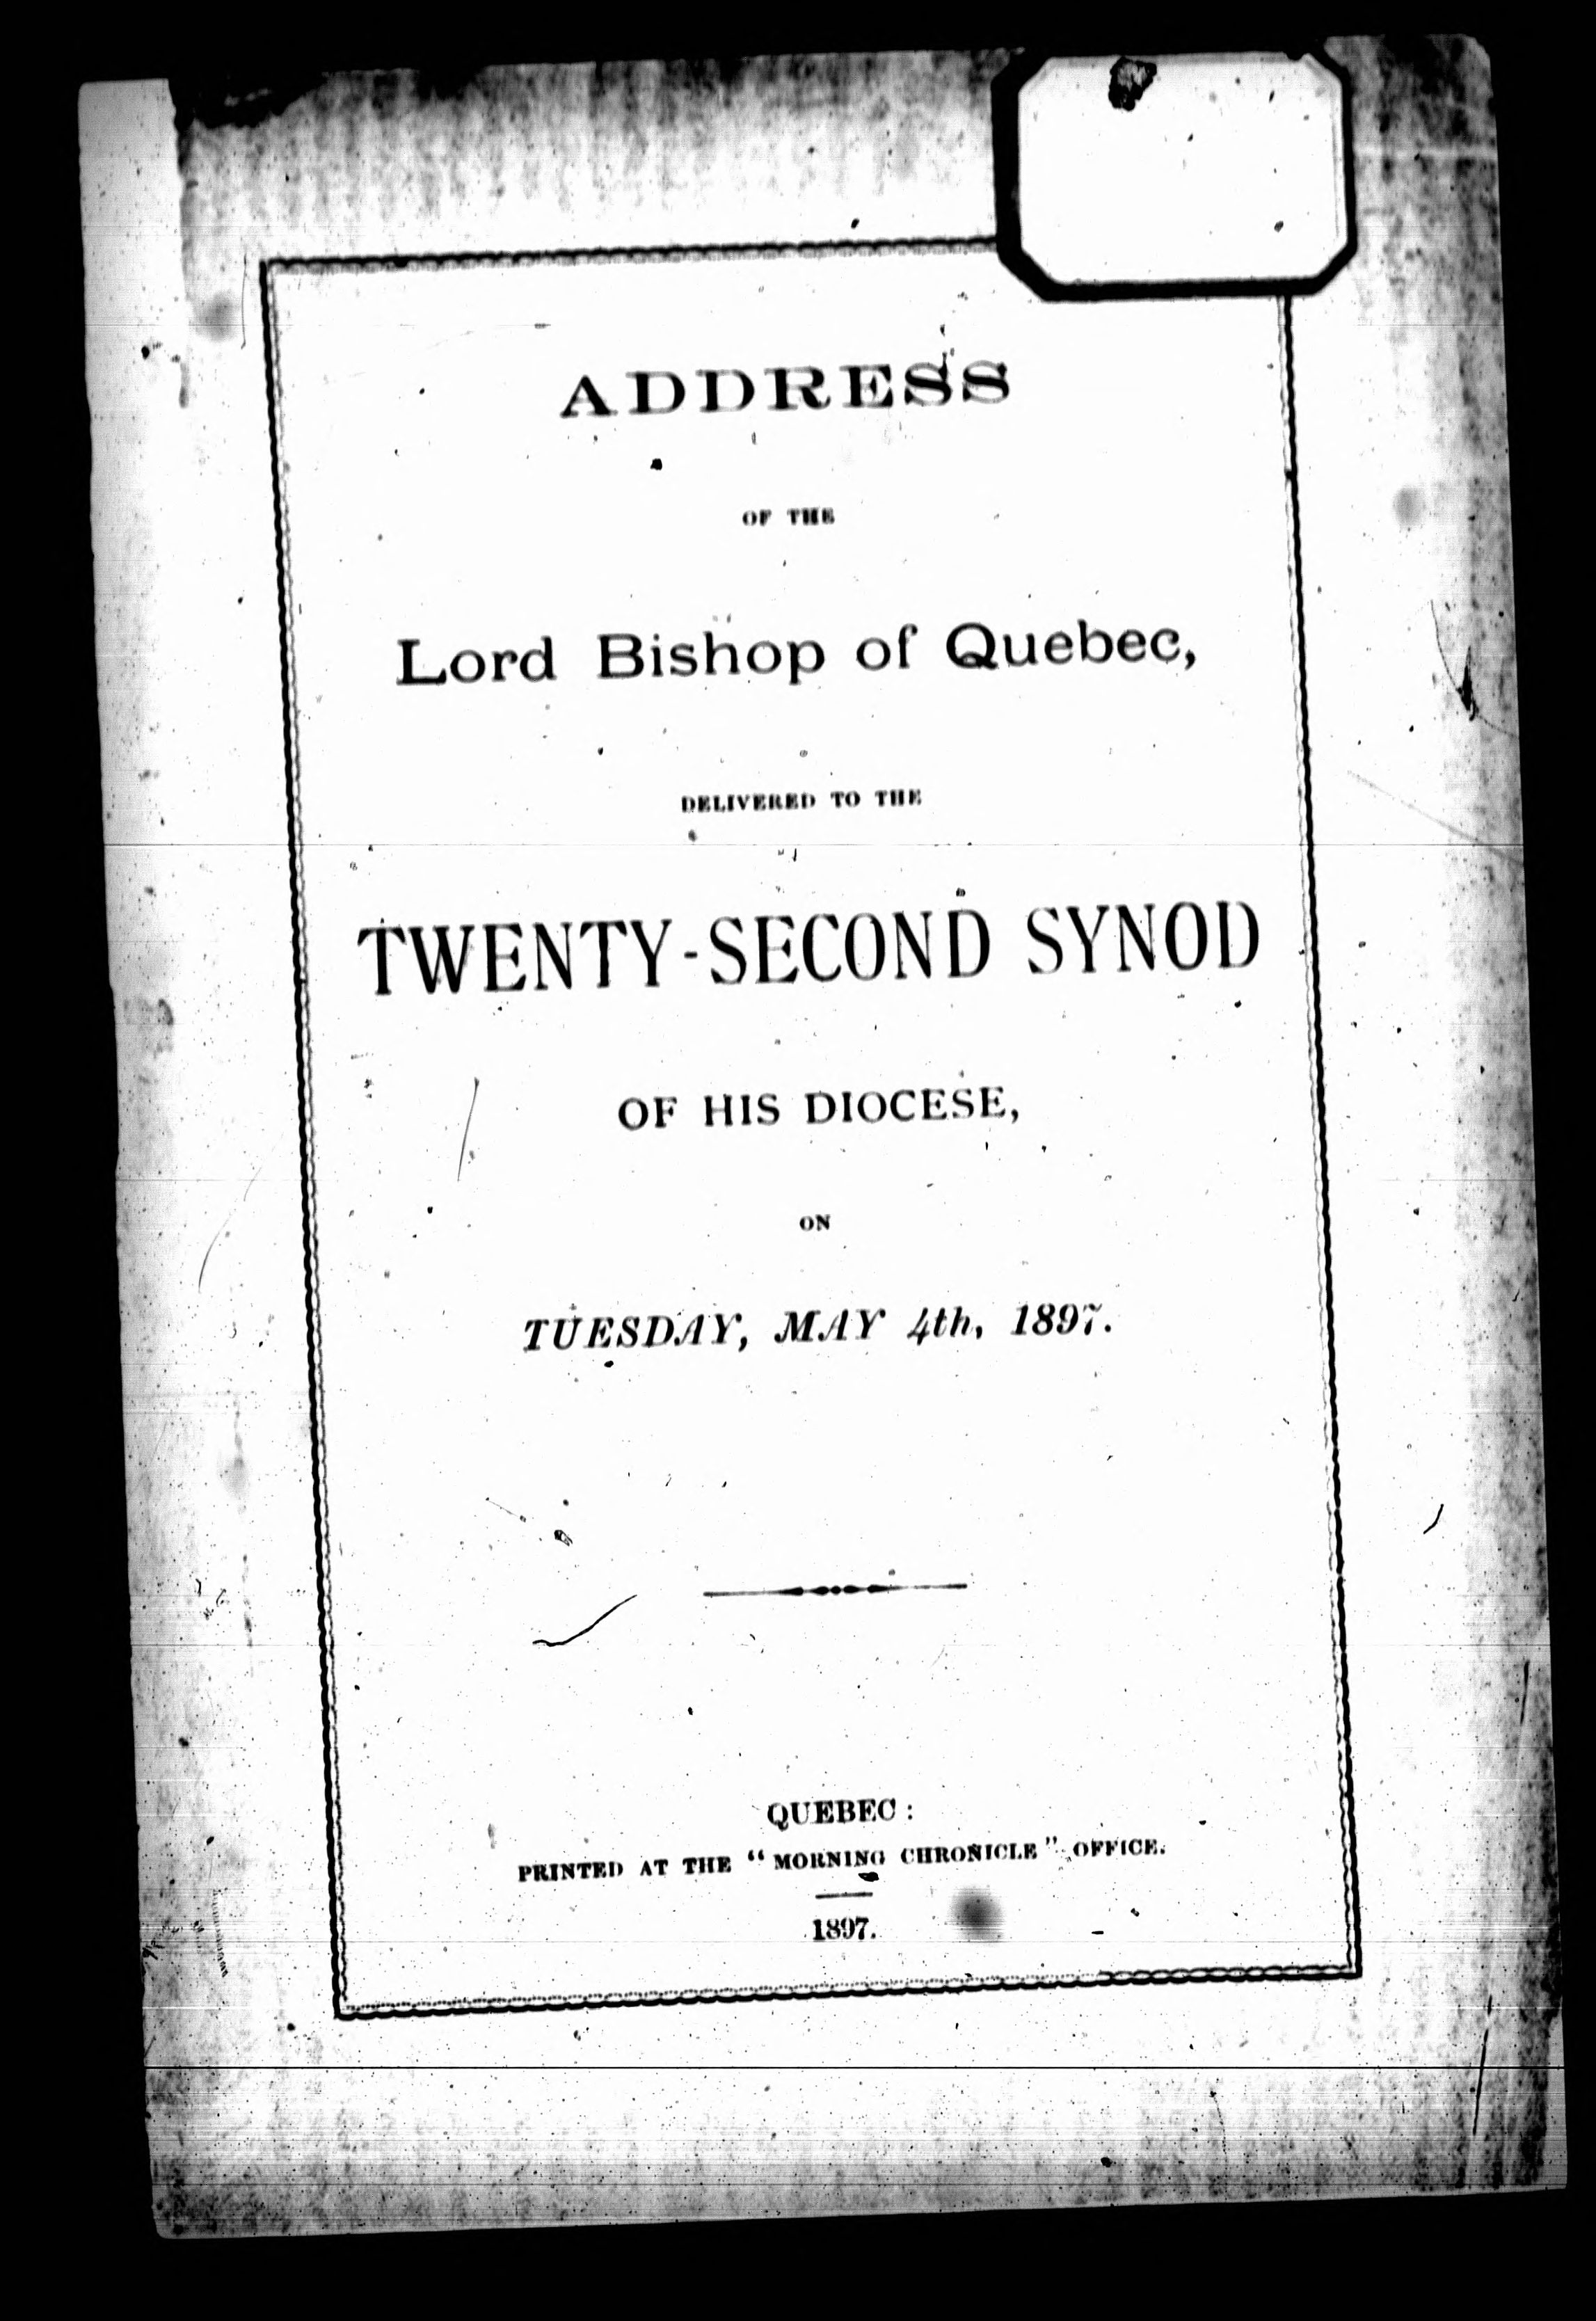 ADDRESS
OF THE
Lord Bishop of Quebec,
DELIVERED TO THE
TWENTY-SECOND SYNOD
OF HIS DIOCESE,
ON
TUESDAY, MAY 4th, 1897.
QUEBEC:
PRINTED AT THE "MORNING CHRONICLE" OFFICE.
1897.